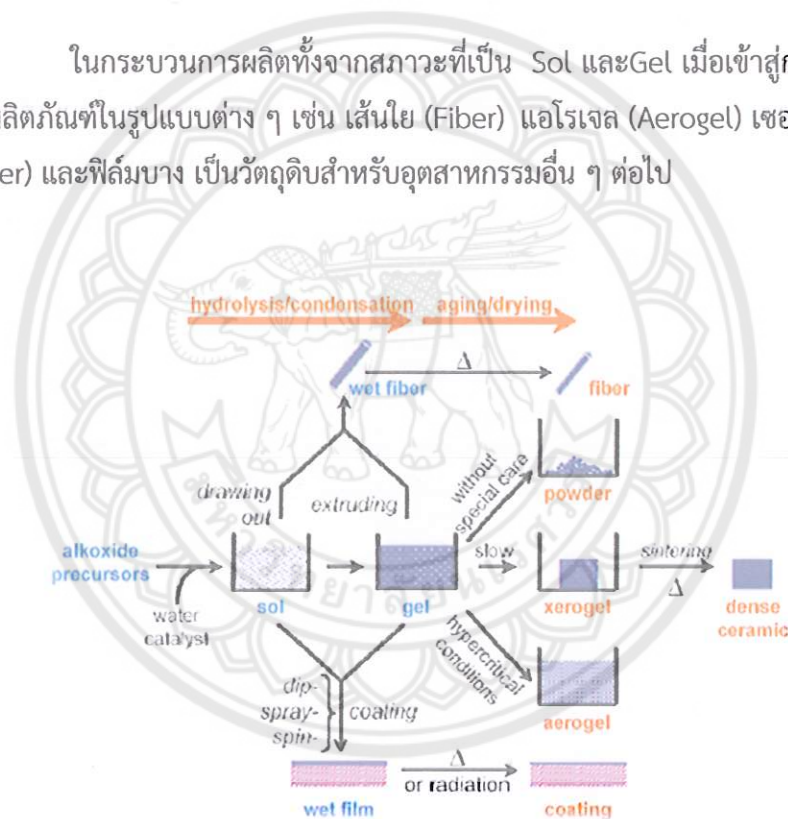 ในกระบวนการผลิตทั้งจากสภาวะที่เป็น Sol และGel เมื่อเข้าสู่ก
ลิตภัณฑ์ในรูปแบบต่าง ๆ เช่น เส้นใย (Fiber) แอโรเจล (Aerogel) เซอ
er) และฟิล์มบาง เป็นวัตถุดิบสำหรับอุตสาหกรรมอื่น ๆ ต่อไป
hydrolysis/condensation aging/drying
Δ
wet fiber
fiber
drawing
out
extruding
without
special care
powder
alkoxide
precursors
water
catalyst
sol
gel
slow
xerogel
sintering
Δ
dense
ceramic
hypercritical
conditions
aerogel
dip-
spray-
spin-
coating
Δ
or radiation
wet film
coating